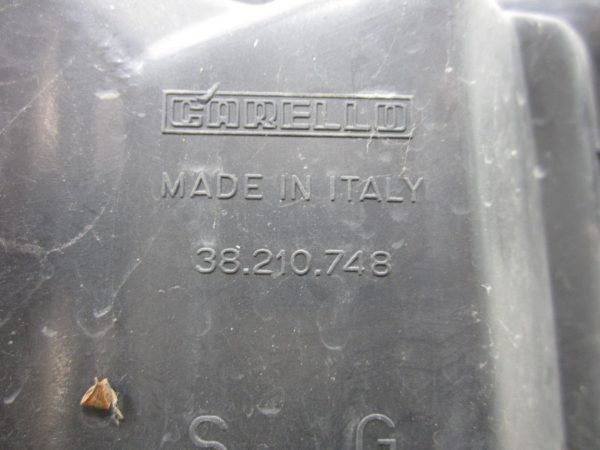 CARELLO
MADE IN ITALY
38.210.748
S G